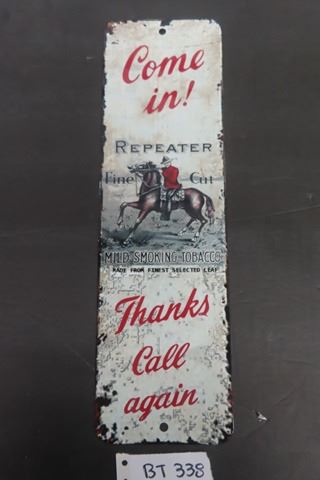 Come
in!
REPEATER
Fine Cut
MILD SMOKING TOBACCO
MADE FROM FINEST SELECTED LEAF
Thanks
Call
again
BT 338